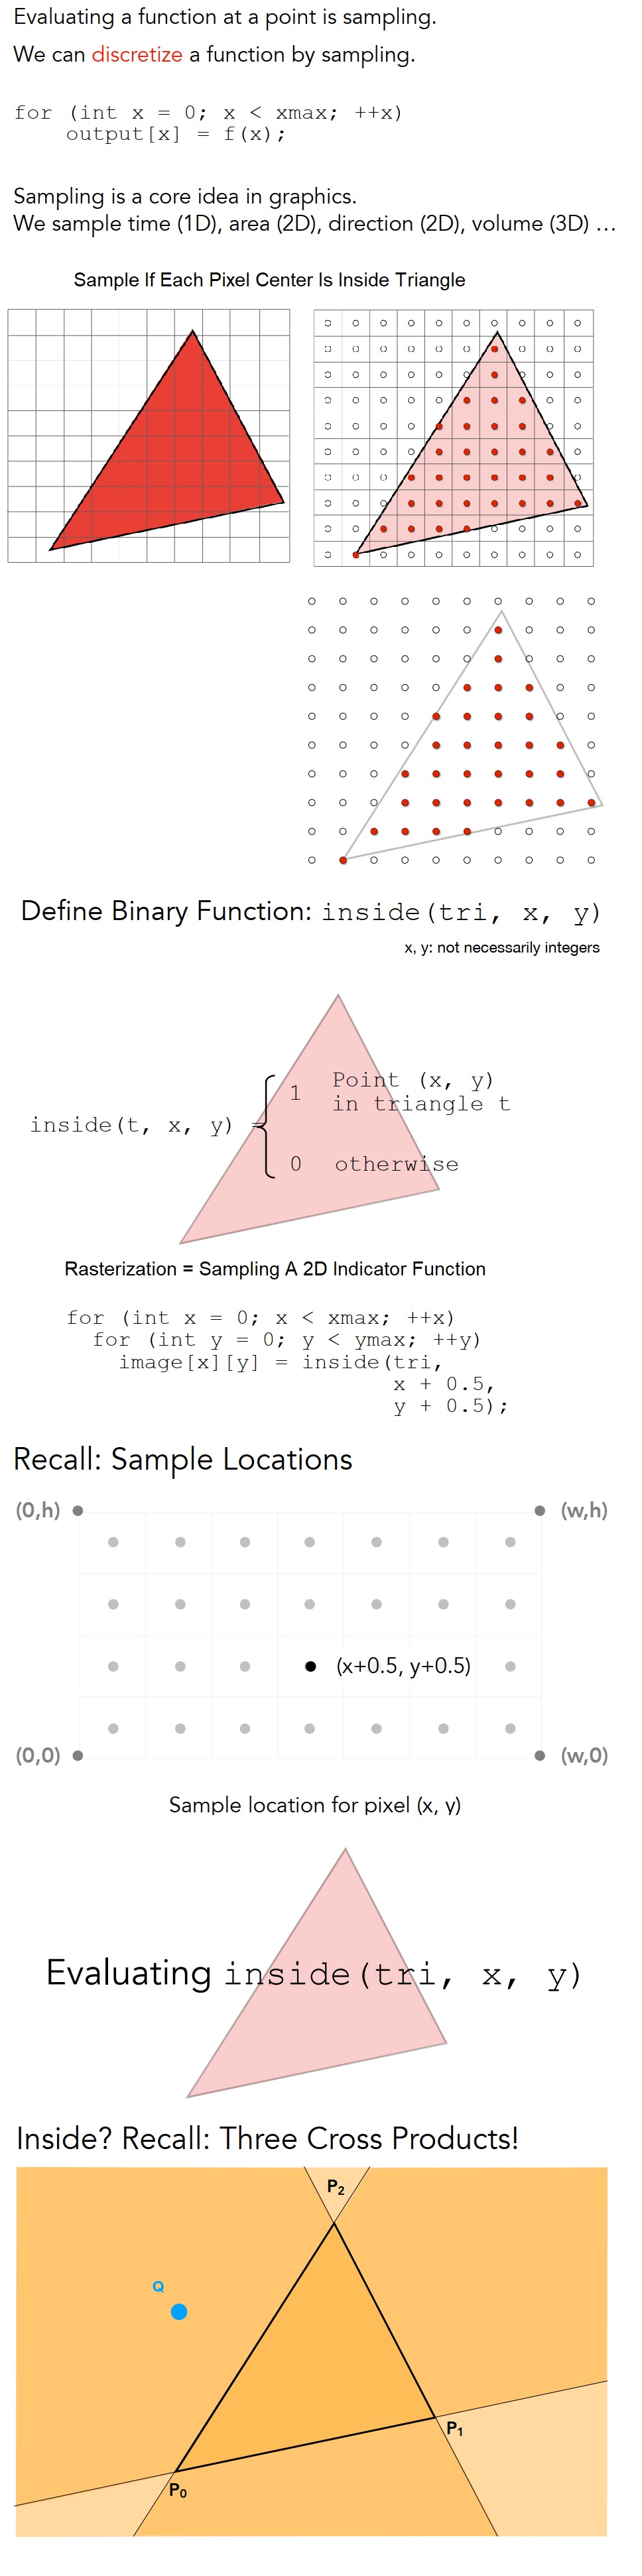 Evaluating a function at a point is sampling.
We can discretize a function by sampling.
for (int x = 0; x < xmax; ++x)
output[x] = f(x);
Sampling is a core idea in graphics.
We sample time (1D), area (2D), direction (2D), volume (3D) …
Sample If Each Pixel Center Is Inside Triangle
Define Binary Function: inside(tri, x, y)
x, y: not necessarily integers
inside(t, x, y) =
1 Point (x, y)
in triangle t
0 otherwise
Rasterization = Sampling A 2D Indicator Function
for (int x = 0; x < xmax; ++x)
for (int y = 0; y < ymax; ++y)
image[x][y] = inside(tri,
x + 0.5,
y + 0.5);
Recall: Sample Locations
(0,h) (w,h)
(x+0.5, y+0.5)
(0,0) (w,0)
Sample location for pixel (x, y)
Evaluating inside(tri, x, y)
Inside? Recall: Three Cross Products!
P2
Q
P1
P0